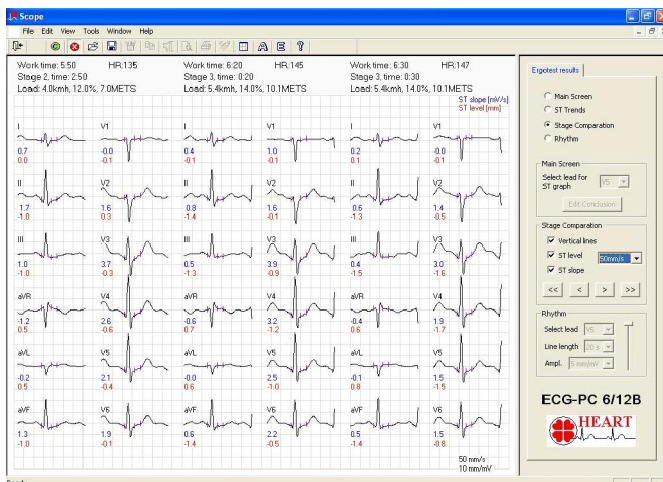 Scope
File Edit View Tools Window Help
Work time: 5:50 HR:135
Stage 2, time: 2:50
Load: 4.0kmh, 12.0%, 7.0METS
Work time: 6:20 HR:145
Stage 3, time: 0:20
Load: 5.4kmh, 14.0%, 10.1METS
Work time: 6:30 HR:147
Stage 3, time: 0:30
Load: 5.4kmh, 14.0%, 10.1METS
ST slope [mV/s]
ST level [mm]
I V1 II V1 I V1
0.7 -0.0 0.4 1.0 0.2 -0.0
0.0 -0.1 -0.1 -0.1 0.1 -0.1
II V2 II V2 II V2
1.7 1.6 0.8 1.6 0.6 1.4
-1.0 0.3 -1.4 -0.1 -1.3 -0.5
III V3 III V3 III V3
1.0 3.7 0.5 3.9 0.4 3.0
-1.0 -0.3 -1.3 -0.9 -1.5 -1.6
aVR V4 aVR V4 aVR V4
-1.2 2.6 -0.6 3.2 -0.4 1.9
0.5 -0.6 0.7 -1.2 0.6 -1.7
aVL V5 aVL V5 aVL V5
-0.2 2.1 -0.0 2.5 -0.1 1.5
0.5 -0.4 0.6 -1.0 0.8 -1.5
aVF V6 aVF V6 aVF V6
1.3 1.9 0.6 2.2 0.5 1.5
-1.0 -0.1 -1.4 -0.5 -1.4 -0.8
50 mm/s
10 mm/mV
Ergotest results
Main Screen
ST Trends
Stage Comparation
Rhythm
Main Screen
Select lead for
ST graph V5
Edit Conclusion
Stage Comparation
Vertical lines
ST level 50mm/s
ST slope
<< < > >>
Rhythm
Select lead V5
Line length 20 s
Ampl. 5 mm/mV
ECG-PC 6/12B
HEART